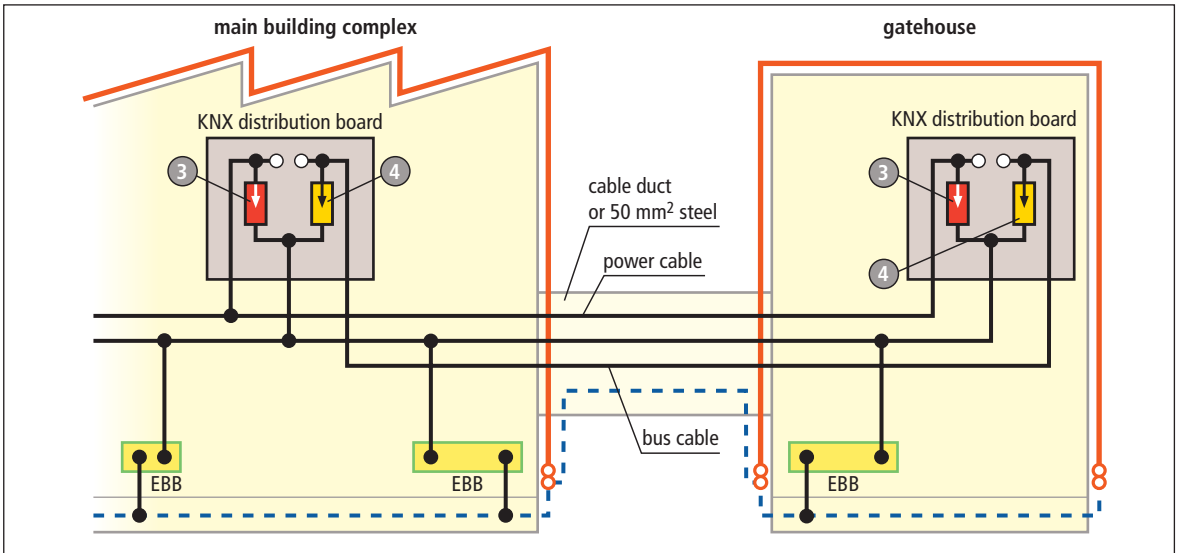 main building complex
gatehouse
KNX distribution board
KNX distribution board
3
4
3
4
cable duct
or 50 mm² steel
power cable
bus cable
EBB
EBB
EBB